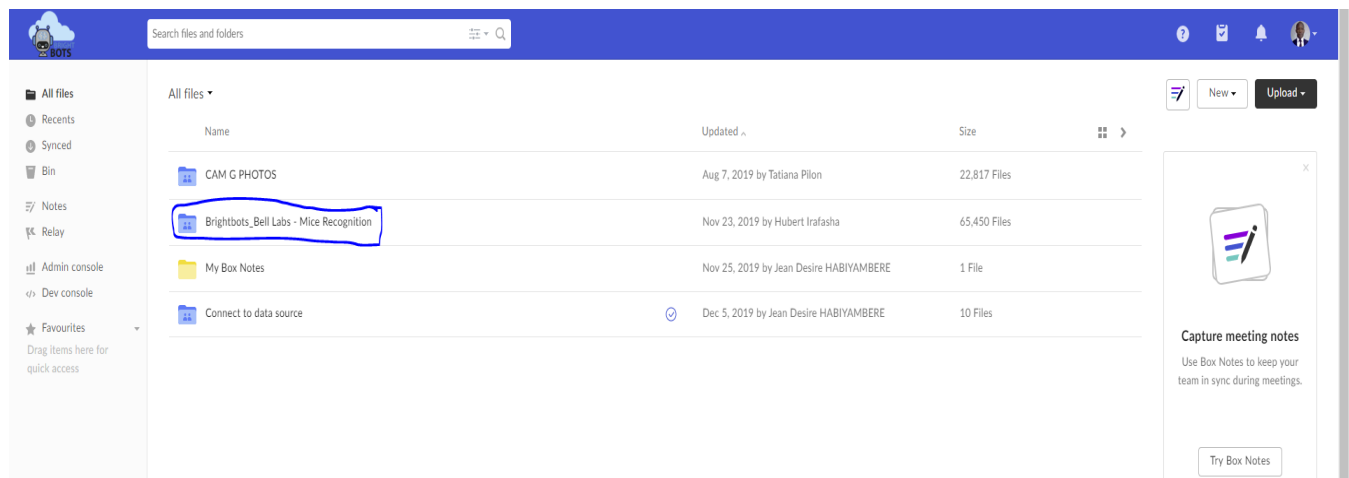 BOTS
Search files and folders
All files
Recents
Synced
Bin
Notes
Relay
Admin console
Dev console
Favourites
Drag items here for
quick access
All files
New
Upload
Name Updated Size
CAM G PHOTOS Aug 7, 2019 by Tatiana Pilon 22,817 Files
Brightbots_Bell Labs - Mice Recognition Nov 23, 2019 by Hubert Irafasha 65,450 Files
My Box Notes Nov 25, 2019 by Jean Desire HABIYAMBERE 1 File
Connect to data source Dec 5, 2019 by Jean Desire HABIYAMBERE 10 Files
Capture meeting notes
Use Box Notes to keep your
team in sync during meetings.
Try Box Notes